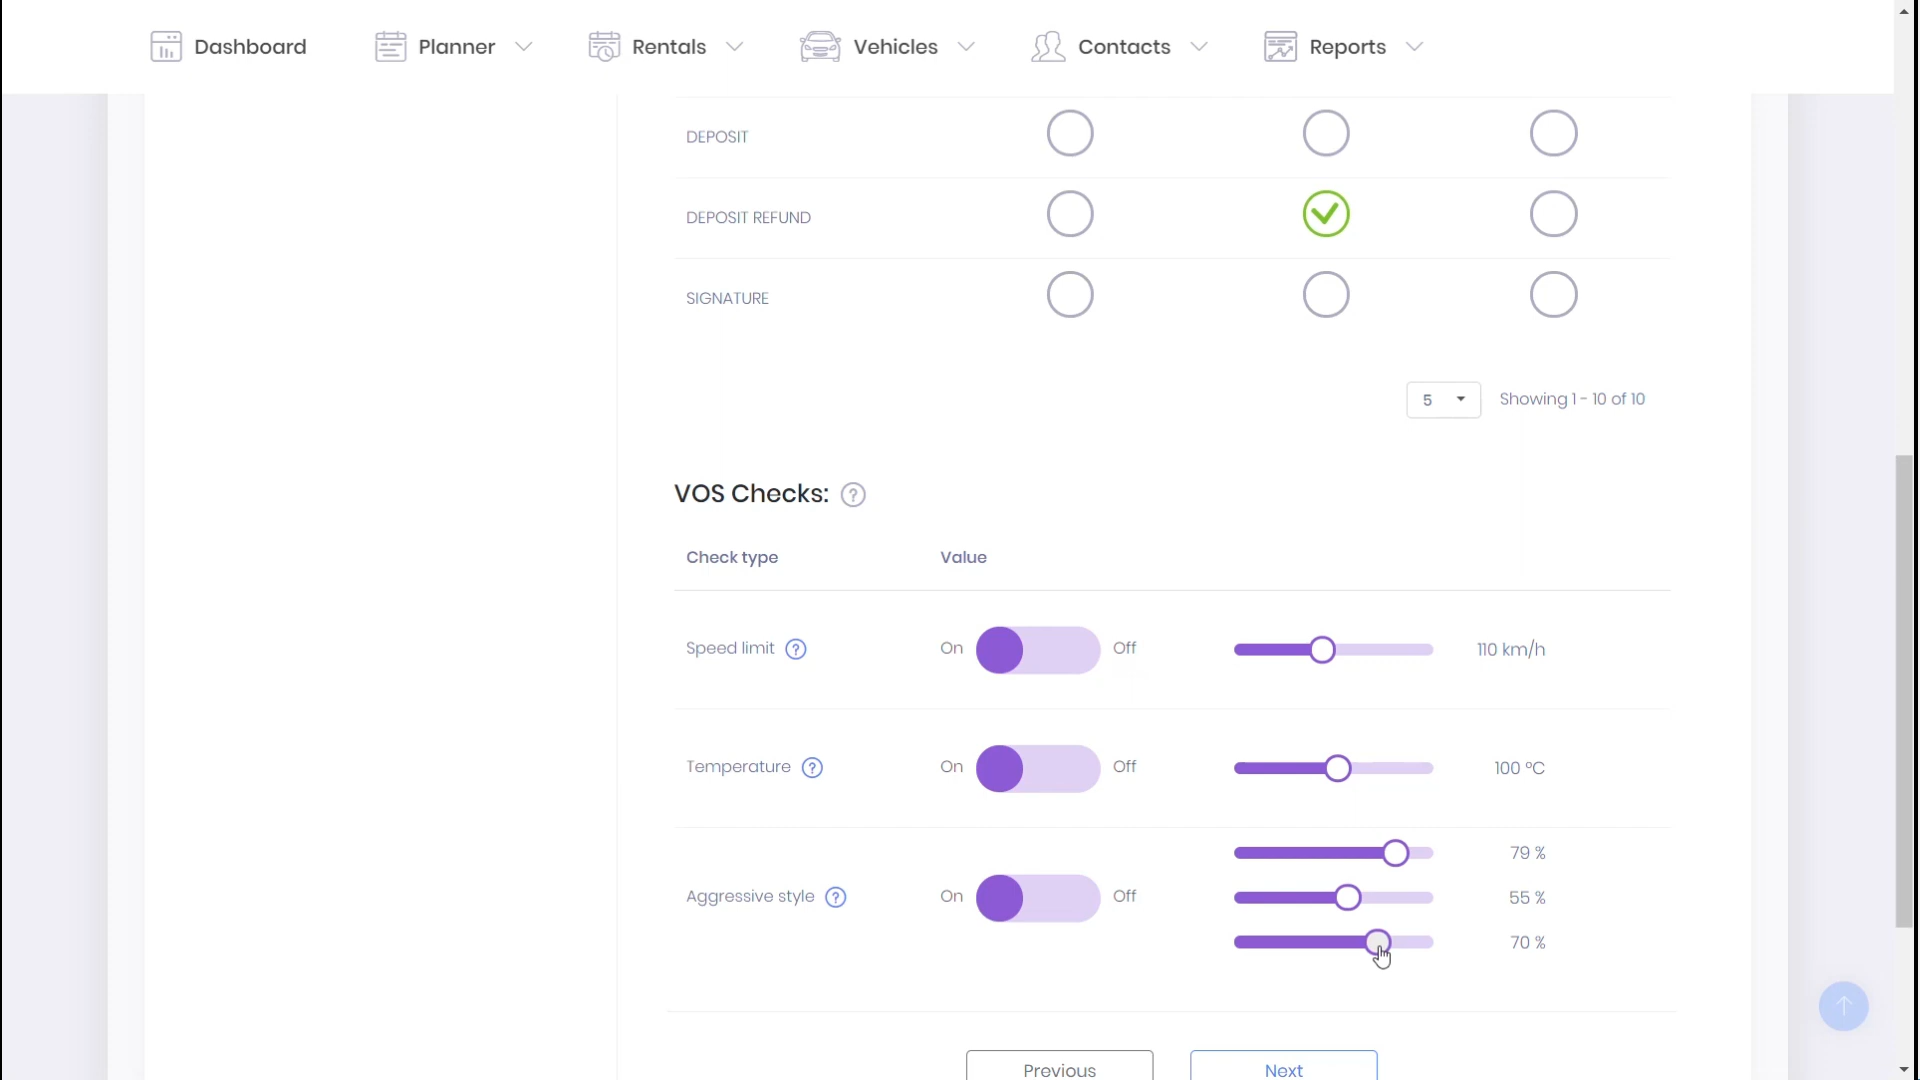 Dashboard Planner Rentals Vehicles Contacts Reports
DEPOSIT
DEPOSIT REFUND
SIGNATURE
5 Showing 1 - 10 of 10
VOS Checks: ?
Check type Value
Speed limit ? On Off 110 km/h
Temperature ? On Off 100 °C
79 %
Aggressive style ? On Off 55 %
70 %
Previous Next